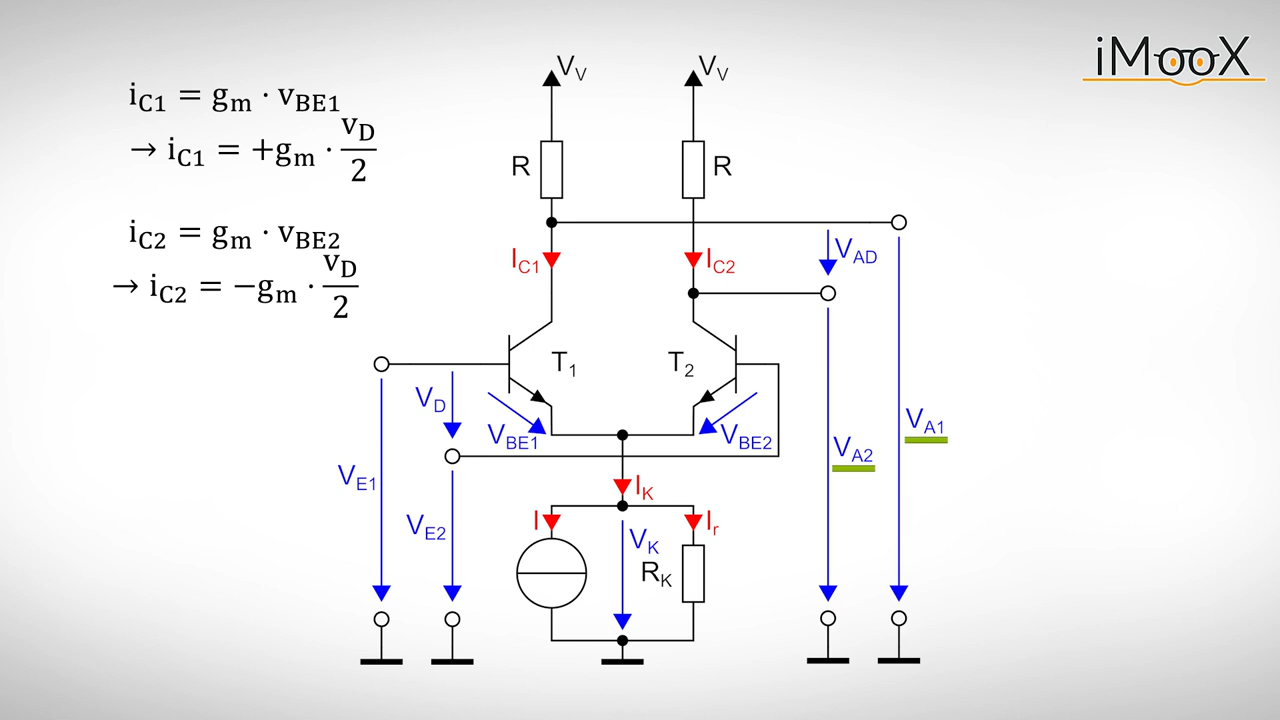 iMooX
i_C1 = g_m · v_BE1
→ i_C1 = +g_m · v_D/2
i_C2 = g_m · v_BE2
→ i_C2 = −g_m · v_D/2
V_V
V_V
R
R
I_C1
I_C2
V_AD
T_1
T_2
V_D
V_BE1
V_BE2
V_A1
V_A2
V_E1
I_K
V_E2
I
I_r
V_K
R_K